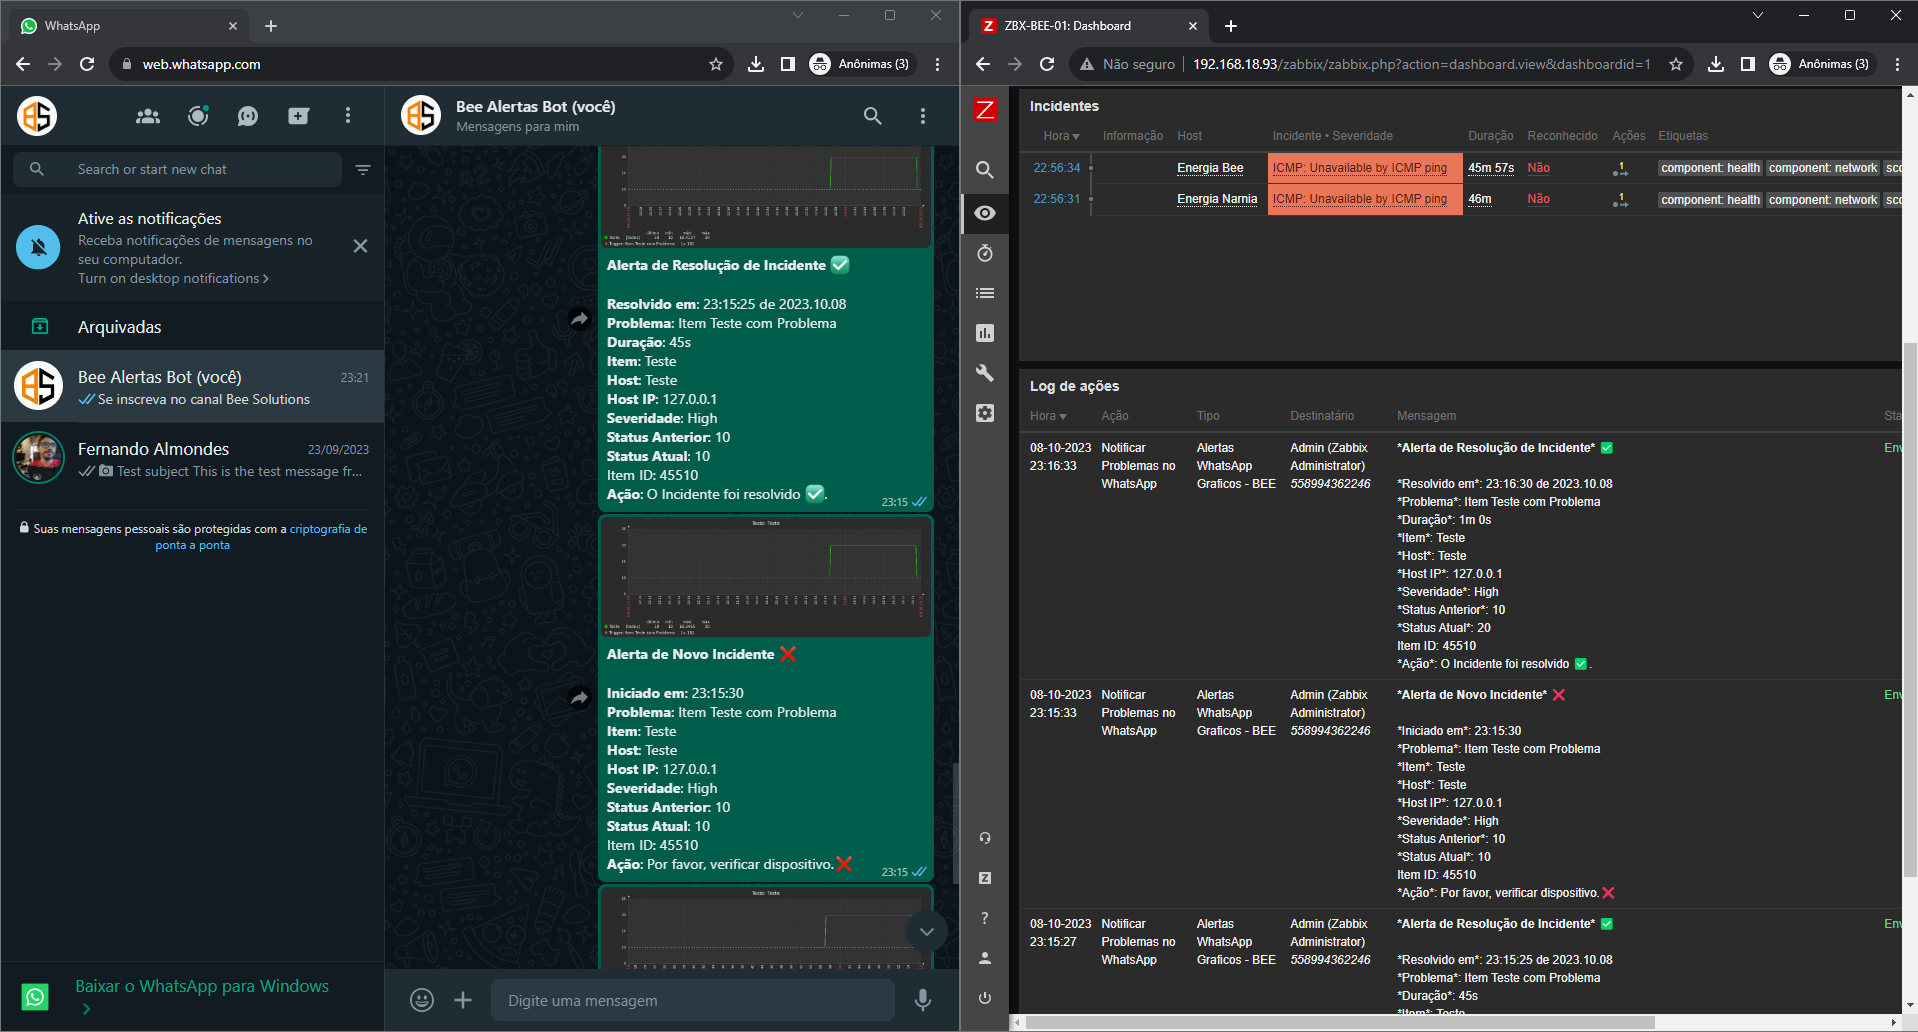 WhatsApp
web.whatsapp.com
Anônimas (3)
Search or start new chat
Ative as notificações
Receba notificações de mensagens no
seu computador.
Turn on desktop notifications >
Arquivadas
Bee Alertas Bot (você)
23:21
Se inscreva no canal Bee Solutions
Fernando Almondes
23/09/2023
Test subject This is the test message fr...
Suas mensagens pessoais são protegidas com a criptografia de
ponta a ponta
Baixar o WhatsApp para Windows
>
Bee Alertas Bot (você)
Mensagens para mim
Trigger: Item Teste com Problema
Alerta de Resolução de Incidente ✅
Resolvido em: 23:15:25 de 2023.10.08
Problema: Item Teste com Problema
Duração: 45s
Item: Teste
Host: Teste
Host IP: 127.0.0.1
Severidade: High
Status Anterior: 10
Status Atual: 10
Item ID: 45510
Ação: O Incidente foi resolvido ✅.
23:15
Teste: Teste
Trigger: Item Teste com Problema
Alerta de Novo Incidente ❌
Iniciado em: 23:15:30
Problema: Item Teste com Problema
Item: Teste
Host: Teste
Host IP: 127.0.0.1
Severidade: High
Status Anterior: 10
Status Atual: 10
Item ID: 45510
Ação: Por favor, verificar dispositivo.❌
23:15
Teste: Teste
Digite uma mensagem
Z ZBX-BEE-01: Dashboard
Não seguro
192.168.18.93/zabbix/zabbix.php?action=dashboard.view&dashboardid=1
Anônimas (3)
Z
Incidentes
Hora Informação Host Incidente • Severidade Duração Reconhecido Ações Etiquetas
22:56:34 Energia Bee ICMP: Unavailable by ICMP ping 45m 57s Não 1 component: health component: network sco
22:56:31 Energia Narnia ICMP: Unavailable by ICMP ping 46m Não 1 component: health component: network sco
Log de ações
Hora Ação Tipo Destinatário Mensagem Sta
08-10-2023 Notificar Alertas Admin (Zabbix *Alerta de Resolução de Incidente* ✅ Env
23:16:33 Problemas no WhatsApp Administrator)
WhatsApp Graficos - BEE 558994362246 *Resolvido em*: 23:16:30 de 2023.10.08
*Problema*: Item Teste com Problema
*Duração*: 1m 0s
*Item*: Teste
*Host*: Teste
*Host IP*: 127.0.0.1
*Severidade*: High
*Status Anterior*: 10
*Status Atual*: 20
Item ID: 45510
*Ação*: O Incidente foi resolvido ✅.
08-10-2023 Notificar Alertas Admin (Zabbix *Alerta de Novo Incidente* ❌ Env
23:15:33 Problemas no WhatsApp Administrator)
WhatsApp Graficos - BEE 558994362246 *Iniciado em*: 23:15:30
*Problema*: Item Teste com Problema
*Item*: Teste
*Host*: Teste
*Host IP*: 127.0.0.1
*Severidade*: High
*Status Anterior*: 10
*Status Atual*: 10
Item ID: 45510
*Ação*: Por favor, verificar dispositivo.❌
08-10-2023 Notificar Alertas Admin (Zabbix *Alerta de Resolução de Incidente* ✅ Env
23:15:27 Problemas no WhatsApp Administrator)
WhatsApp Graficos - BEE 558994362246 *Resolvido em*: 23:15:25 de 2023.10.08
*Problema*: Item Teste com Problema
*Duração*: 45s
*Item*: Teste
Z
?